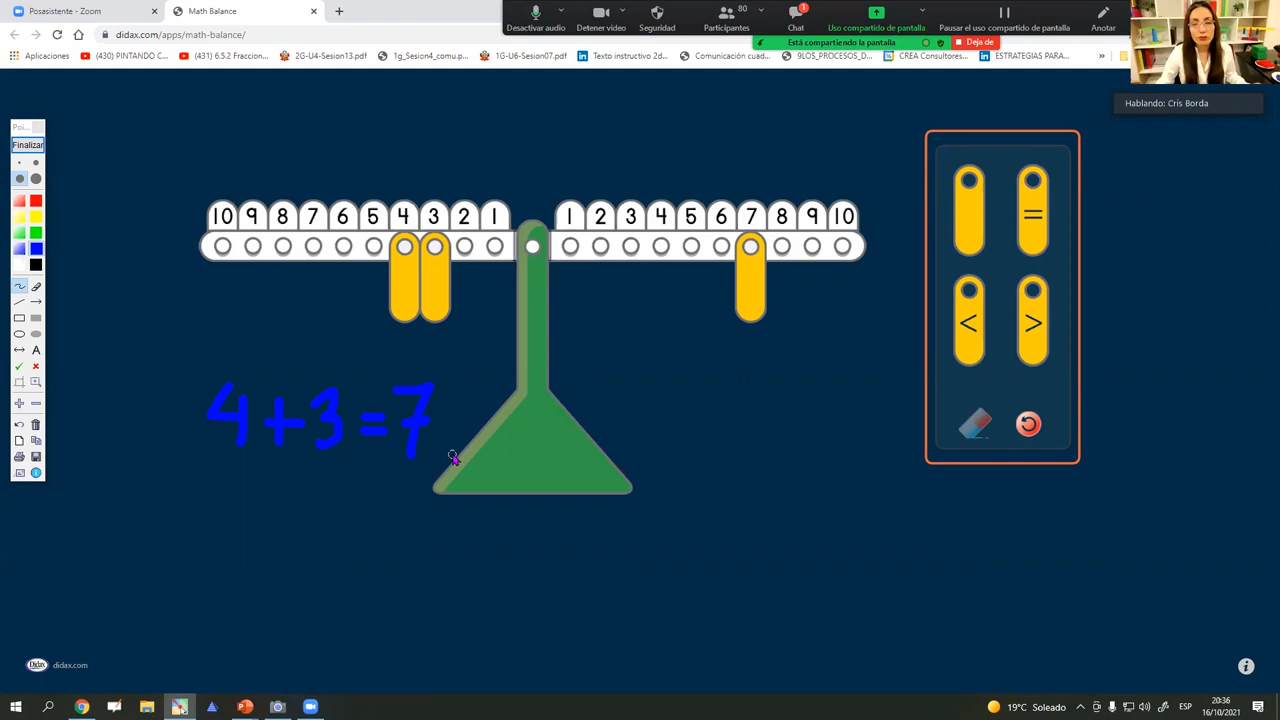 Posasistente - Zoom
Math Balance
didax.com/apps/math-balance/
Desactivar audio
Detener video
Seguridad
80
Participantes
1
Chat
Uso compartido de pantalla
Pausar el uso compartido de pantalla
Anotar
Está compartiendo la pantalla
Deja de
Aplicaciones
(430) PINTANDO C...
(431) 6.5.2 Fraccion...
2G-U4-Sesion13.pdf
1g_Sesion4_comu.p...
1G-U6-Sesion07.pdf
Texto instructivo 2d...
Comunicación cuad...
9LOS_PROCESOS_D...
CREA Consultores...
ESTRATEGIAS PARA...
Hablando: Cris Borda
Poi...
Finalizar
A
10 9 8 7 6 5 4 3 2 1 1 2 3 4 5 6 7 8 9 10
=
< >
4+3=7
Didax didax.com
19°C Soleado
ESP
20:36
16/10/2021